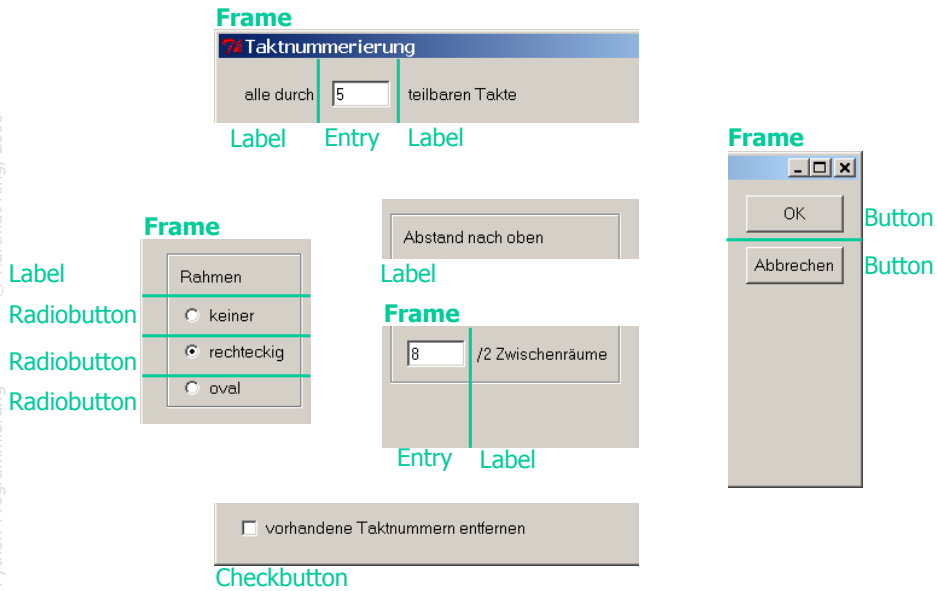 Frame
Taktnummerierung
alle durch 5 teilbaren Takte
Label Entry Label
Frame
OK
Button
Abbrechen
Button
Frame
Label
Rahmen
Radiobutton
keiner
Radiobutton
rechteckig
Radiobutton
oval
Abstand nach oben
Label
Frame
8 /2 Zwischenräume
Entry Label
vorhandene Taktnummern entfernen
Checkbutton